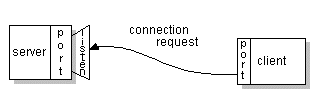 server
port
listen
connection
request
port
client